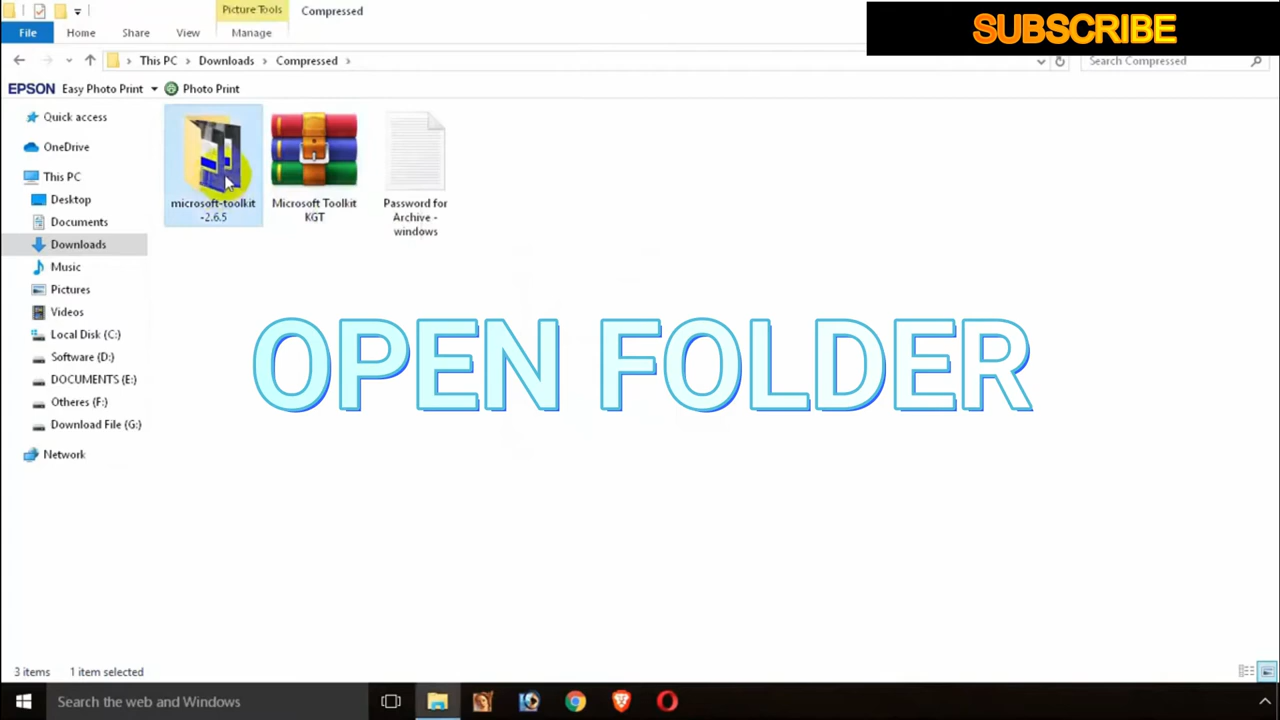 Picture Tools
Compressed
SUBSCRIBE
File
Home
Share
View
Manage
This PC
Downloads
Compressed
Search Compressed
EPSON
Easy Photo Print
Photo Print
Quick access
OneDrive
This PC
Desktop
Documents
Downloads
Music
Pictures
Videos
Local Disk (C:)
Software (D:)
DOCUMENTS (E:)
Otheres (F:)
Download File (G:)
Network
microsoft-toolkit
-2.6.5
Microsoft Toolkit
KGT
Password for
Archive -
windows
OPEN FOLDER
3 items
1 item selected
Search the web and Windows